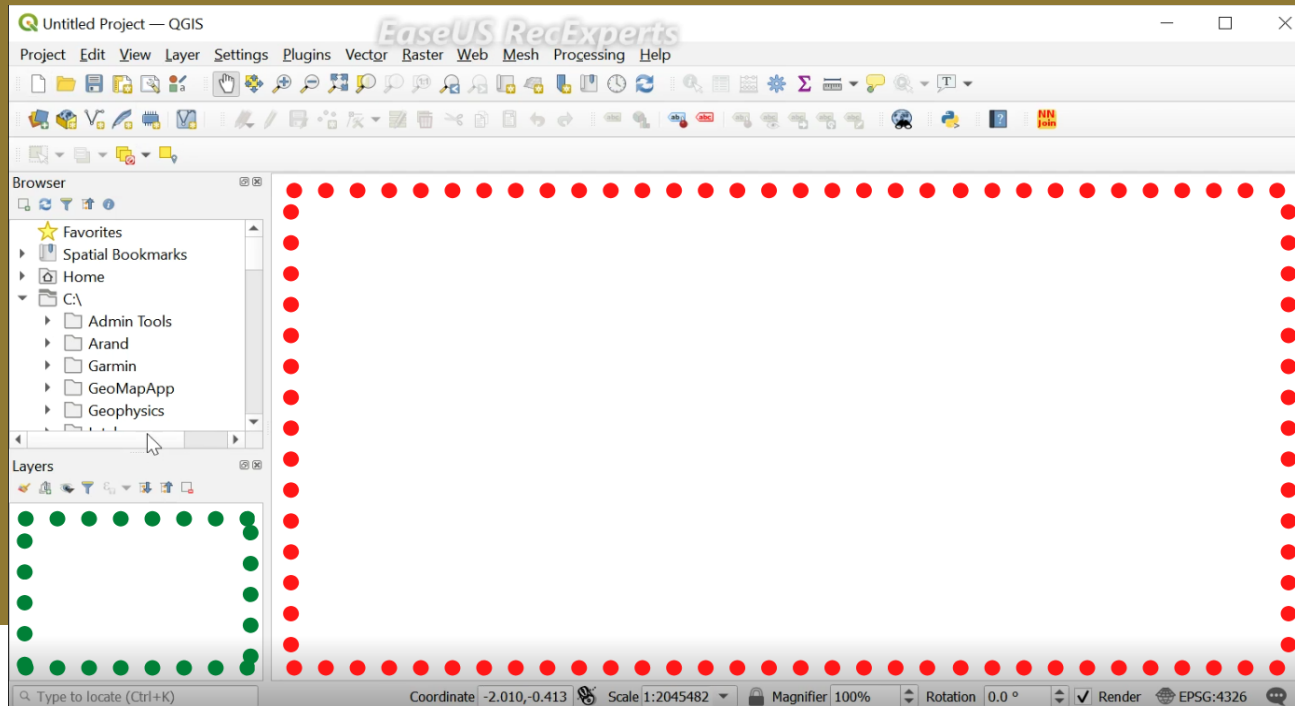 Untitled Project — QGIS
EaseUS RecExperts
Project Edit View Layer Settings Plugins Vector Raster Web Mesh Processing Help
Σ T
V
abc abc
? NN Join
Browser
Favorites
Spatial Bookmarks
Home
C:\
Admin Tools
Arand
Garmin
GeoMapApp
Geophysics
Layers
Type to locate (Ctrl+K) Coordinate -2.010,-0.413 Scale 1:2045482 Magnifier 100% Rotation 0.0 ° Render EPSG:4326